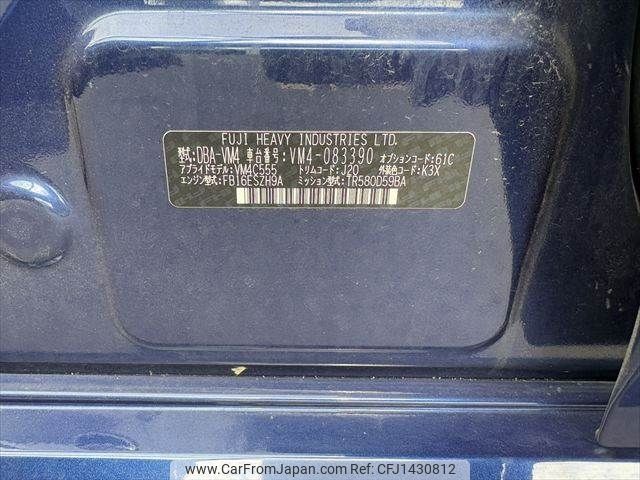 FUJI HEAVY INDUSTRIES LTD.
型式:DBA-VM4 車台番号:VM4-083390 オプションコード:61C
アプライドモデル:VM4C555 トリムコード:J20 外装色コード:K3X
エンジン型式:FB16ESZH9A ミッション型式:TR580D59BA
www.CarFromJapan.com - CFJ1430812